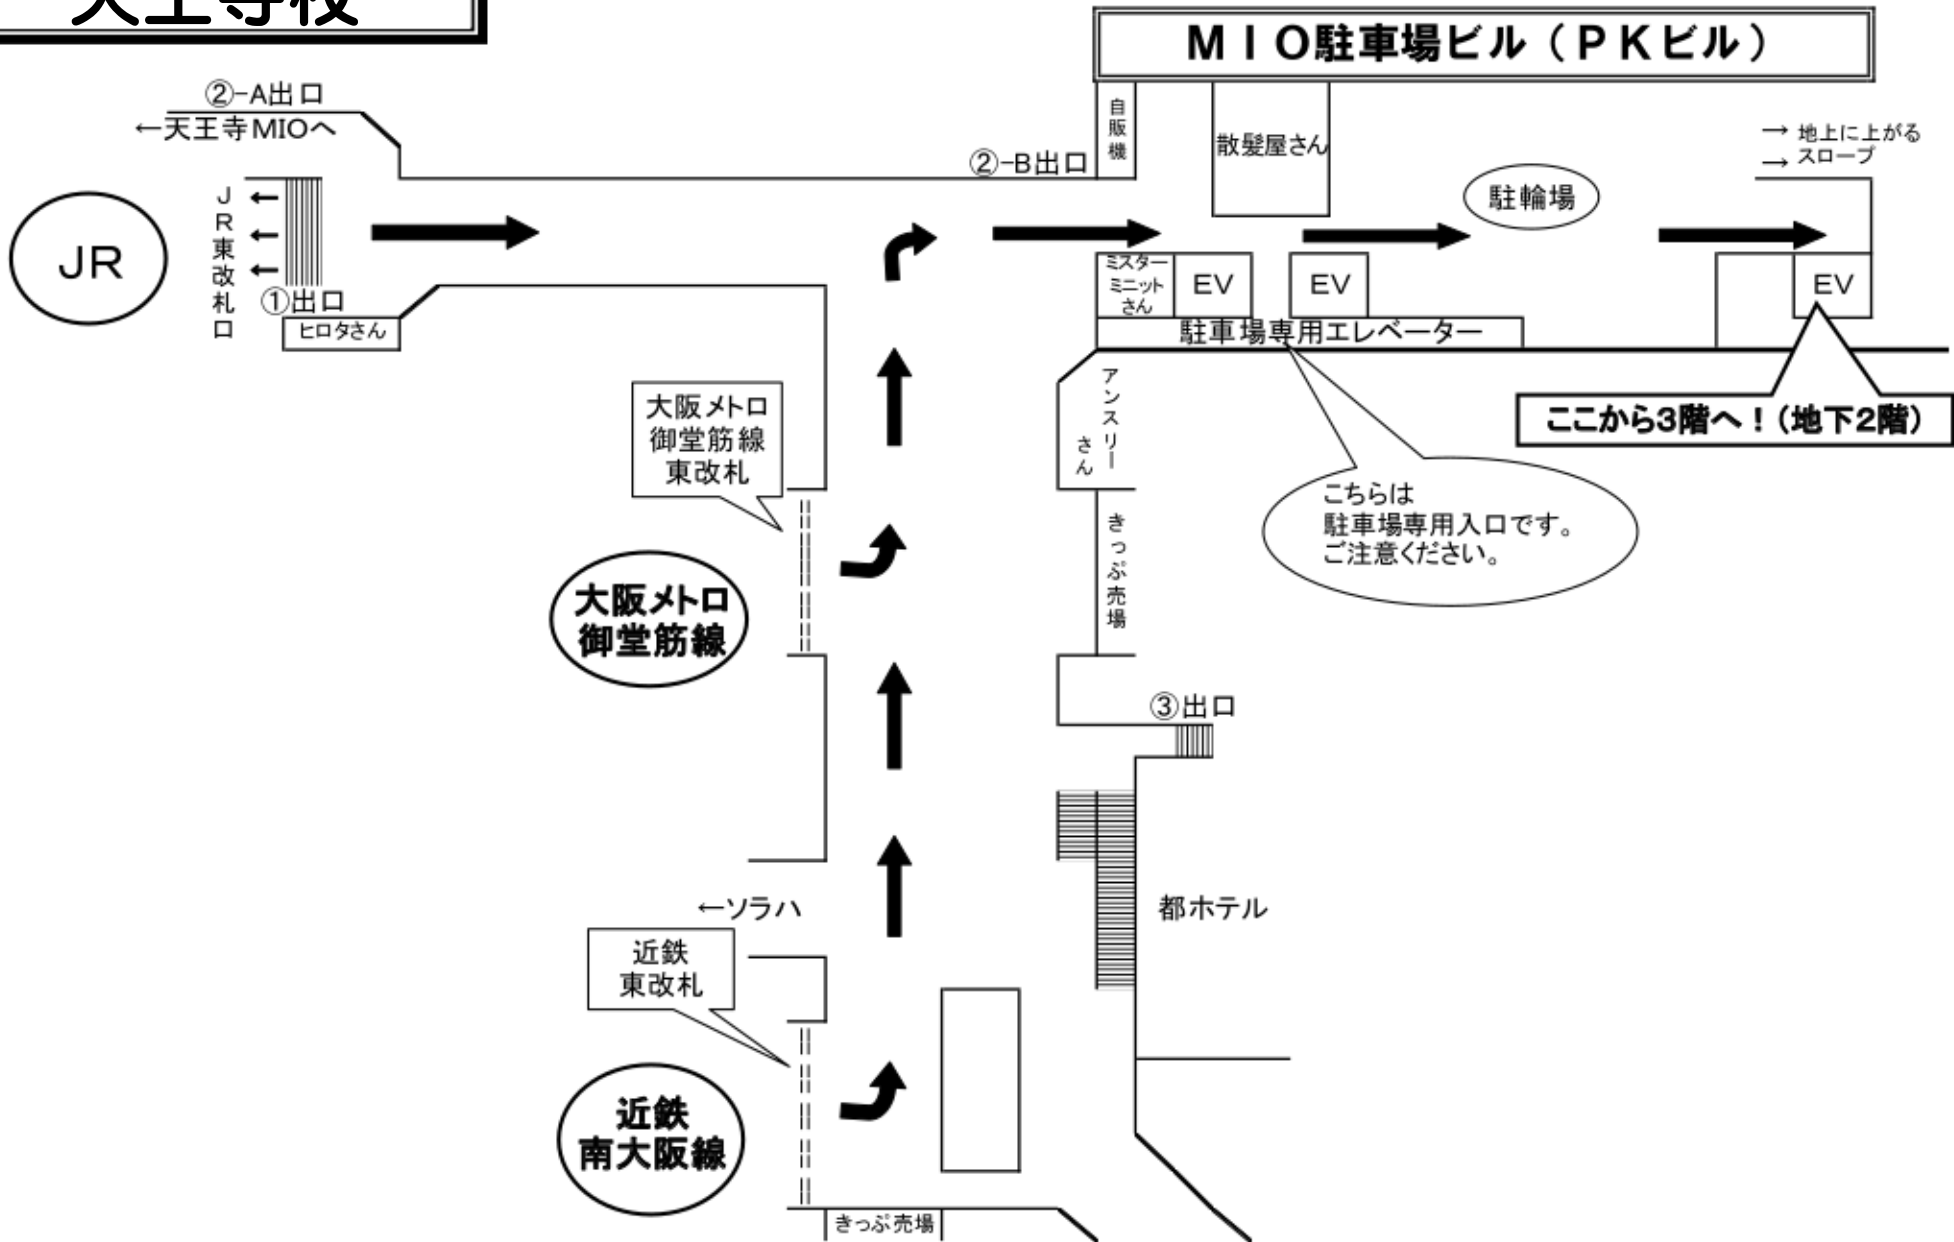 天王寺校
MIO駐車場ビル（PKビル）
②-A出口
←天王寺MIOへ
自販機
散髪屋さん
→ 地上に上がる
→ スロープ
②-B出口
駐輪場
JR
JR東改札口
①出口
ヒロタさん
ミスター
ミニット
さん
EV
EV
EV
駐車場専用エレベーター
アンスリー
さん
ここから3階へ！（地下2階）
大阪メトロ
御堂筋線
東改札
こちらは
駐車場専用入口です。
ご注意ください。
きっぷ売場
大阪メトロ
御堂筋線
③出口
←ソラハ
都ホテル
近鉄
東改札
近鉄
南大阪線
きっぷ売場